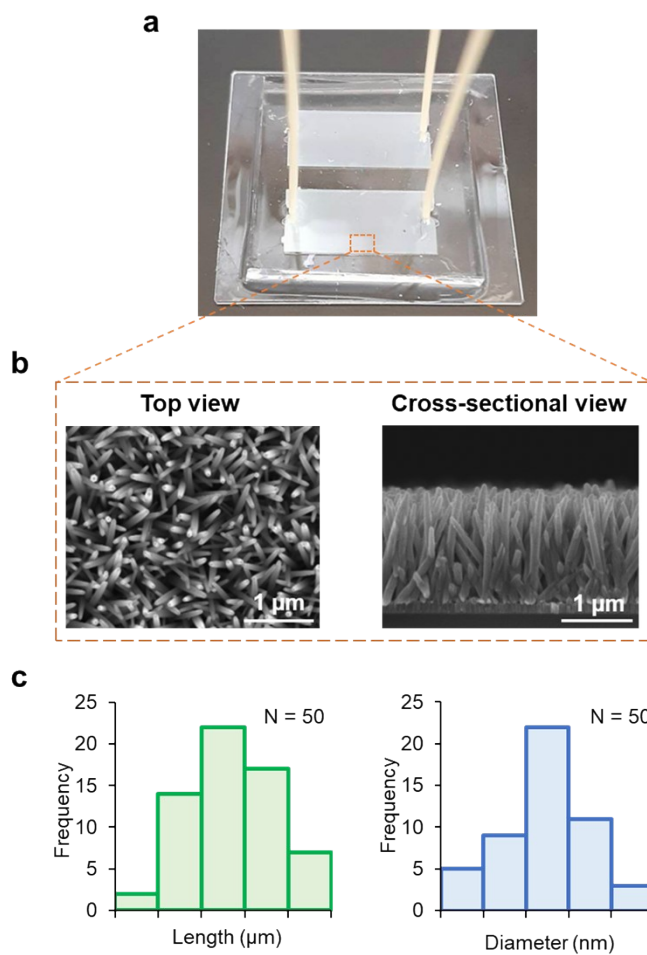 a
b
Top view
Cross-sectional view
1 µm
1 µm
c
25
20
15
10
5
0
Frequency
N = 50
Length (µm)
25
20
15
10
5
0
Frequency
N = 50
Diameter (nm)